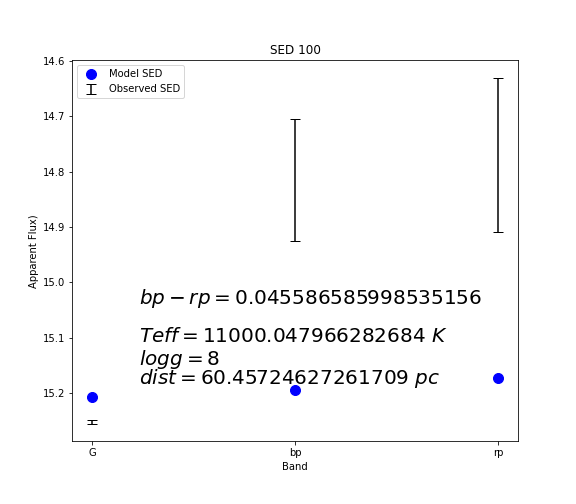 SED 100
Model SED
Observed SED
14.6
14.7
14.8
14.9
15.0
15.1
15.2
Apparent Flux)
bp − rp = 0.045586585998535156
Teff = 11000.047966282684 K
logg = 8
dist = 60.45724627261709 pc
G
bp
rp
Band